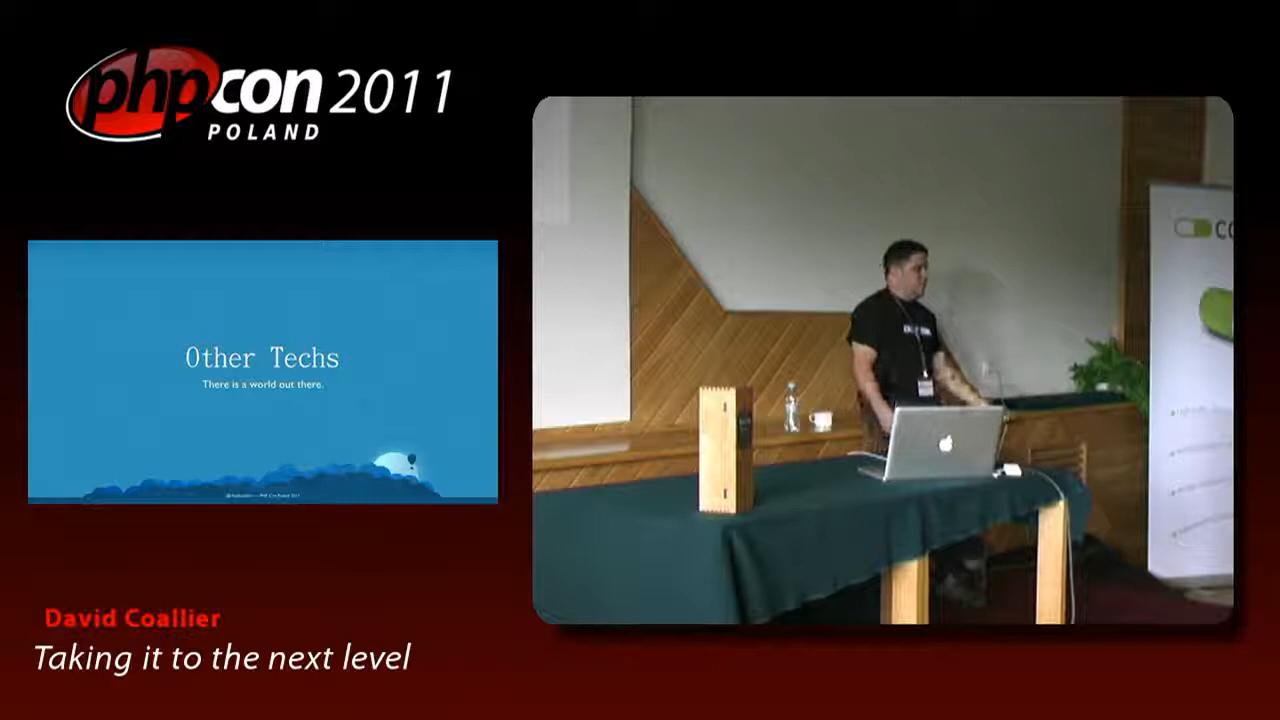 phpcon 2011
POLAND
Other Techs
There is a world out there.
David Coallier
Taking it to the next level